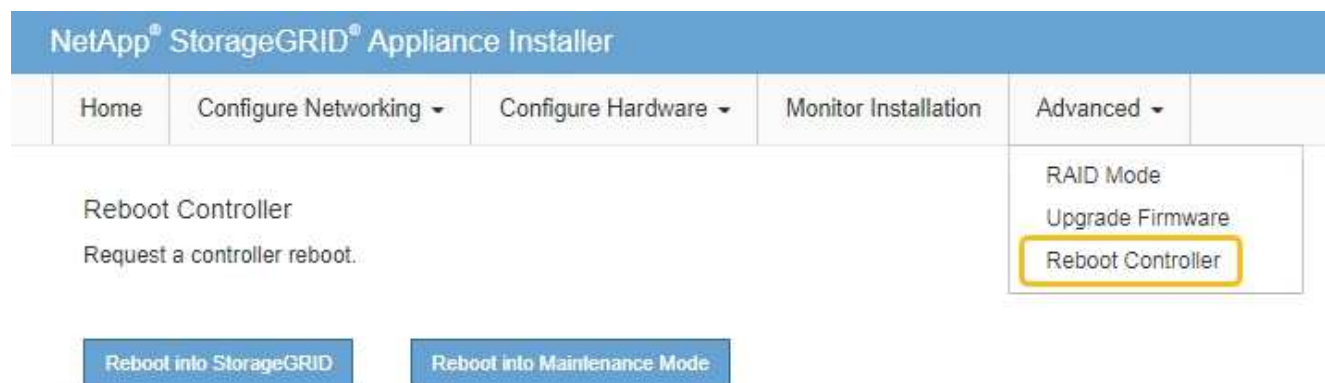 NetApp® StorageGRID® Appliance Installer
Home Configure Networking Configure Hardware Monitor Installation Advanced
RAID Mode
Upgrade Firmware
Reboot Controller
Reboot Controller
Request a controller reboot.
Reboot into StorageGRID Reboot into Maintenance Mode